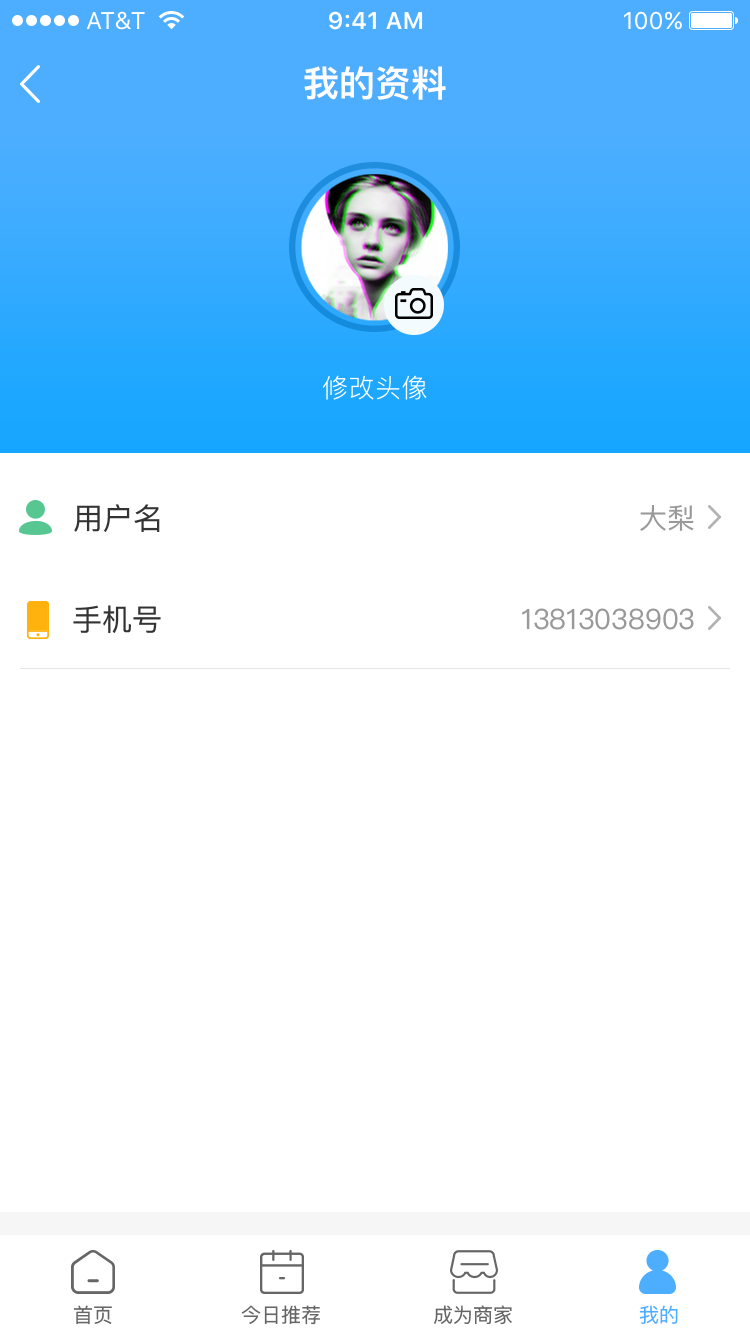 AT&T 9:41 AM 100%
我的资料
修改头像
用户名 大梨
手机号 13813038903
首页 今日推荐 成为商家 我的